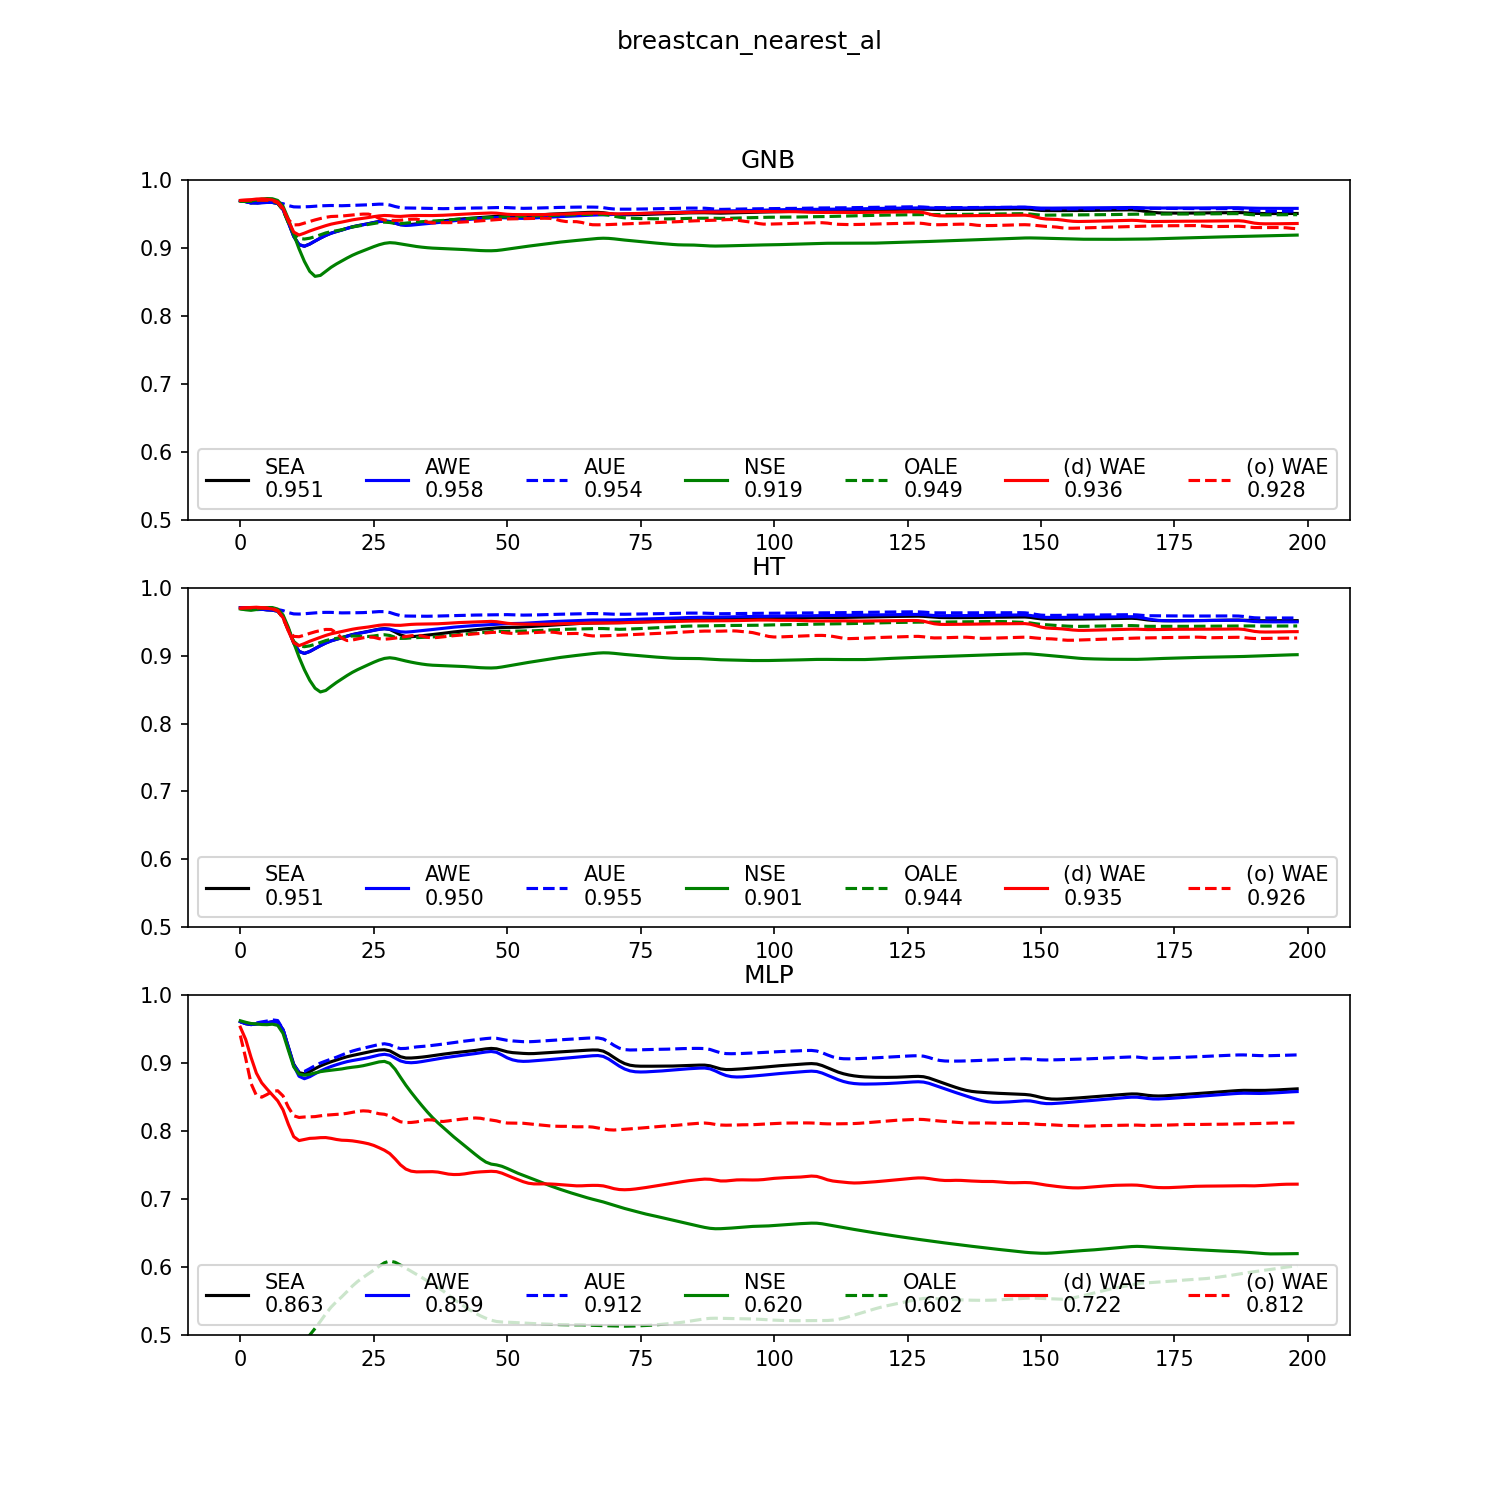 breastcan_nearest_al
GNB
1.0
0.9
0.8
0.7
0.6
0.5
SEA AWE AUE NSE OALE (d) WAE (o) WAE
0.951 0.958 0.954 0.919 0.949 0.936 0.928
0 25 50 75 100 125 150 175 200
HT
1.0
0.9
0.8
0.7
0.6
0.5
SEA AWE AUE NSE OALE (d) WAE (o) WAE
0.951 0.950 0.955 0.901 0.944 0.935 0.926
0 25 50 75 100 125 150 175 200
MLP
1.0
0.9
0.8
0.7
0.6
0.5
SEA AWE AUE NSE OALE (d) WAE (o) WAE
0.863 0.859 0.912 0.620 0.602 0.722 0.812
0 25 50 75 100 125 150 175 200